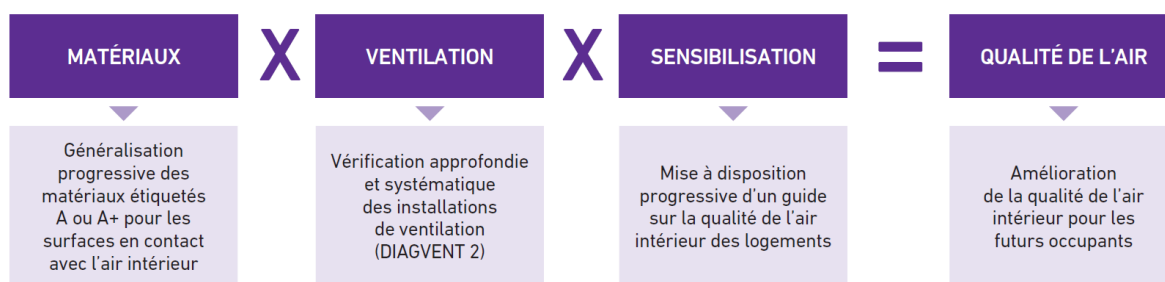 MATÉRIAUX X VENTILATION X SENSIBILISATION = QUALITÉ DE L'AIR
Généralisation
progressive des
matériaux étiquetés
A ou A+ pour les
surfaces en contact
avec l'air intérieur
Vérification approfondie
et systématique
des installations
de ventilation
(DIAGVENT 2)
Mise à disposition
progressive d'un guide
sur la qualité de l'air
intérieur des logements
Amélioration
de la qualité de l'air
intérieur pour les
futurs occupants